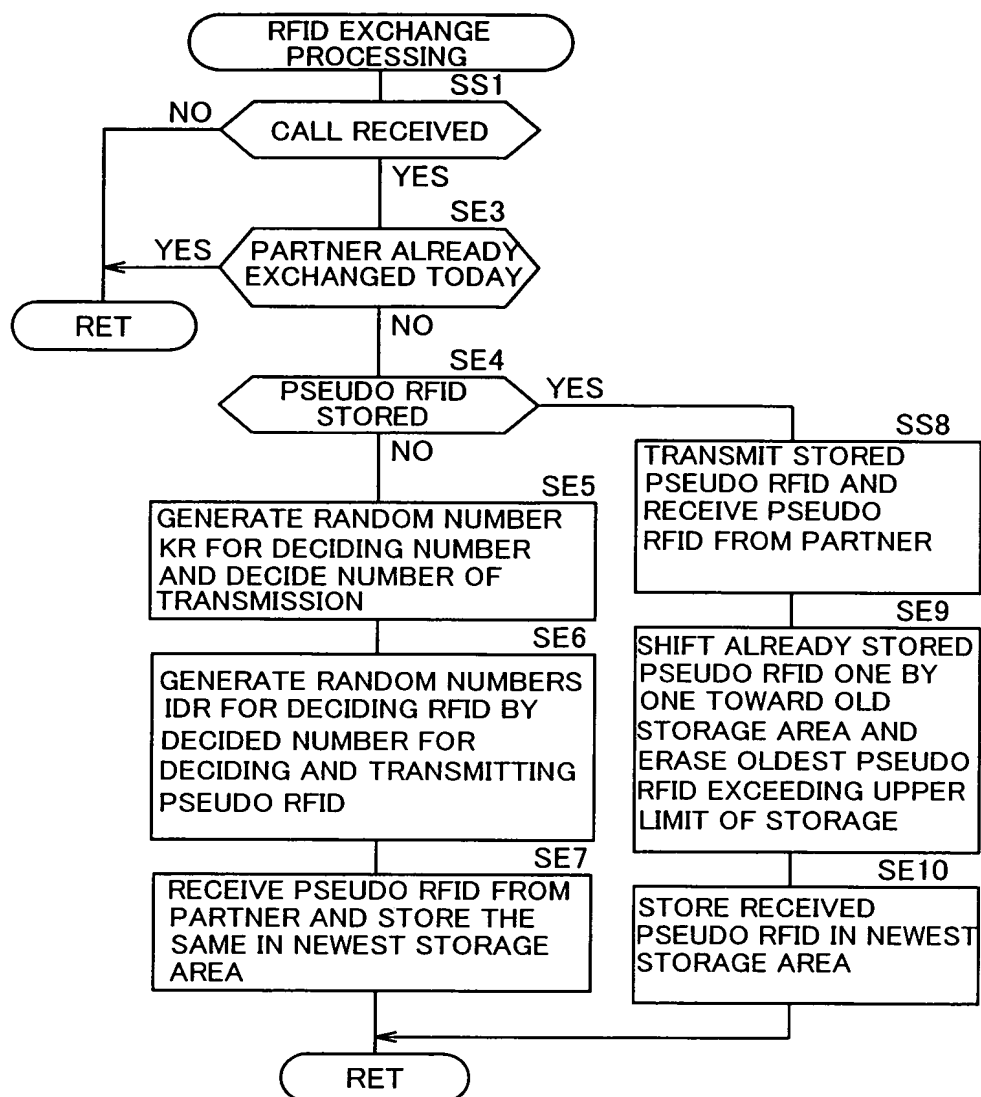 RFID EXCHANGE
PROCESSING
SS1
NO
CALL RECEIVED
YES
SE3
YES
PARTNER ALREADY
EXCHANGED TODAY
RET
NO
SE4
PSEUDO RFID
STORED
YES
NO
SS8
TRANSMIT STORED
PSEUDO RFID AND
RECEIVE PSEUDO
RFID FROM PARTNER
SE5
GENERATE RANDOM NUMBER
KR FOR DECIDING NUMBER
AND DECIDE NUMBER OF
TRANSMISSION
SE9
SHIFT ALREADY STORED
PSEUDO RFID ONE BY
ONE TOWARD OLD
STORAGE AREA AND
ERASE OLDEST PSEUDO
RFID EXCEEDING UPPER
LIMIT OF STORAGE
SE6
GENERATE RANDOM NUMBERS
IDR FOR DECIDING RFID BY
DECIDED NUMBER FOR
DECIDING AND TRANSMITTING
PSEUDO RFID
SE7
RECEIVE PSEUDO RFID FROM
PARTNER AND STORE THE
SAME IN NEWEST STORAGE
AREA
SE10
STORE RECEIVED
PSEUDO RFID IN NEWEST
STORAGE AREA
RET